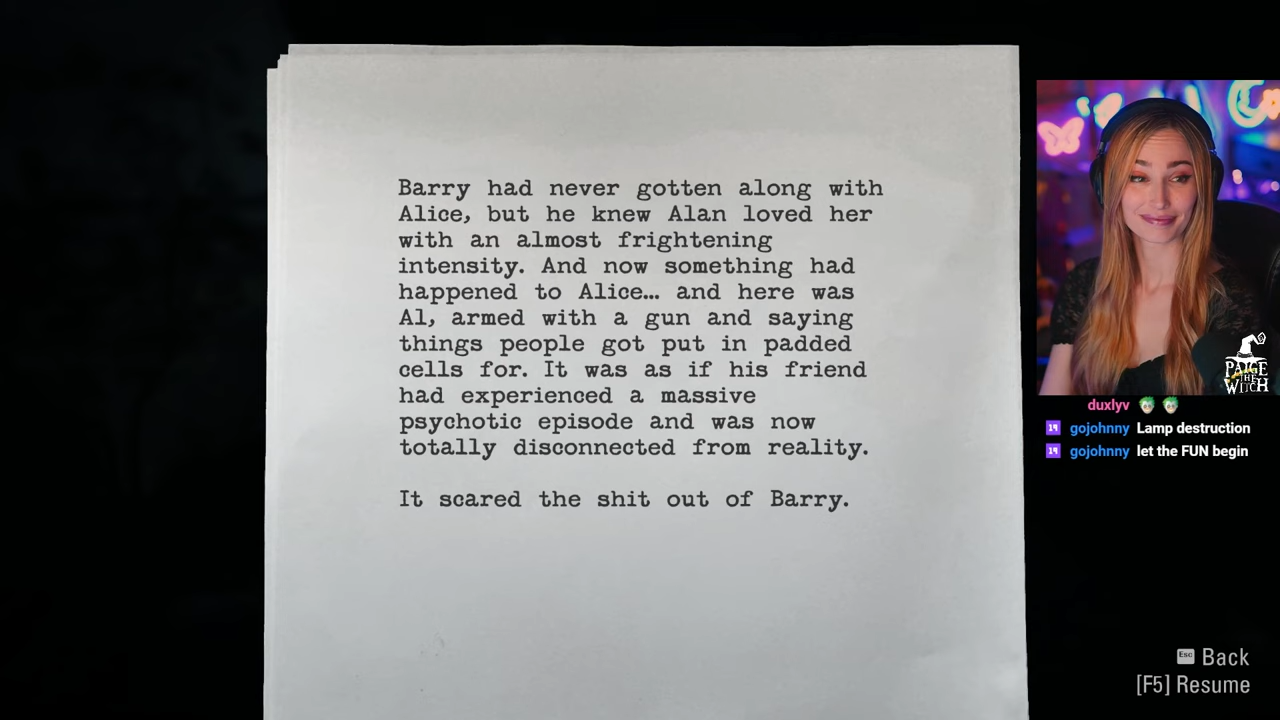 Barry had never gotten along with
Alice, but he knew Alan loved her
with an almost frightening
intensity. And now something had
happened to Alice… and here was
Al, armed with a gun and saying
things people got put in padded
cells for. It was as if his friend
had experienced a massive
psychotic episode and was now
totally disconnected from reality.
It scared the shit out of Barry.
PAIGE
THE
WITCH
duxlyv
19 gojohnny Lamp destruction
19 gojohnny let the FUN begin
Esc Back
[F5] Resume